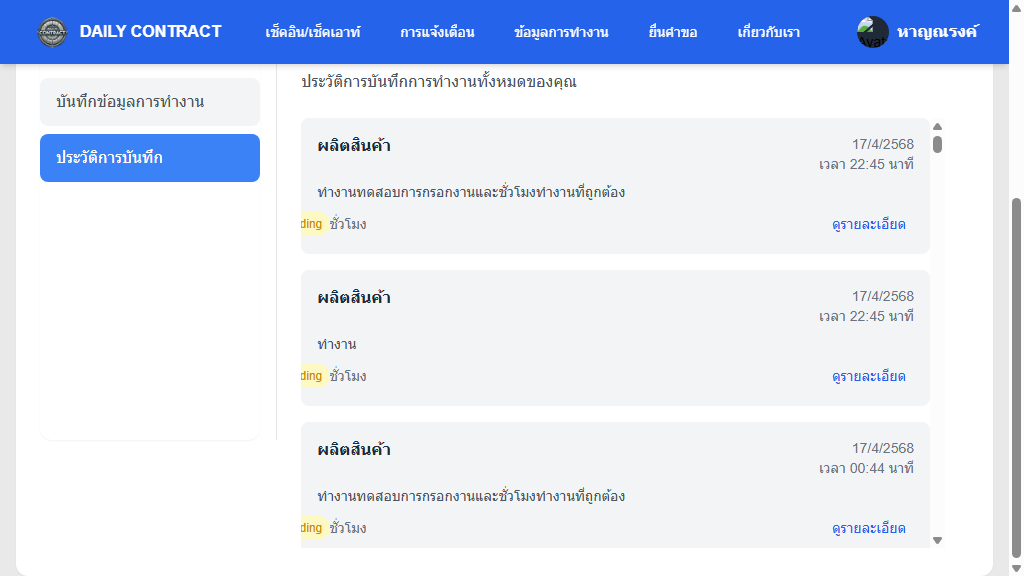 DAILY CONTRACT
เช็คอิน/เช็คเอาท์
การแจ้งเตือน
ข้อมูลการทำงาน
ยื่นคำขอ
เกี่ยวกับเรา
หาญณรงค์
บันทึกข้อมูลการทำงาน
ประวัติการบันทึก
ประวัติการบันทึกการทำงานทั้งหมดของคุณ
ผลิตสินค้า
17/4/2568
เวลา 22:45 นาที
ทำงานทดสอบการกรอกงานและชั่วโมงทำงานที่ถูกต้อง
ding ชั่วโมง
ดูรายละเอียด
ผลิตสินค้า
17/4/2568
เวลา 22:45 นาที
ทำงาน
ding ชั่วโมง
ดูรายละเอียด
ผลิตสินค้า
17/4/2568
เวลา 00:44 นาที
ทำงานทดสอบการกรอกงานและชั่วโมงทำงานที่ถูกต้อง
ding ชั่วโมง
ดูรายละเอียด